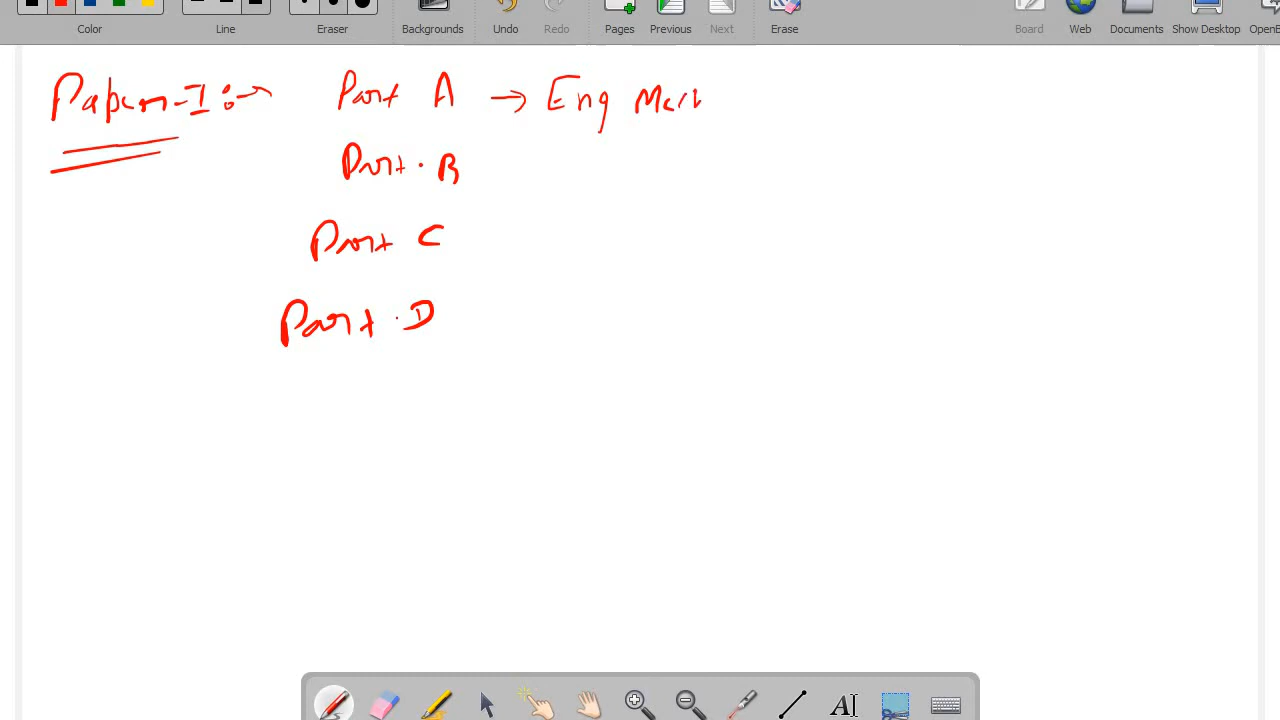 Color Line Eraser Backgrounds Undo Redo Pages Previous Next Erase Board Web Documents Show Desktop OpenB
Paper-I:→ Part A → Eng
Part. B
Part C
Part. D